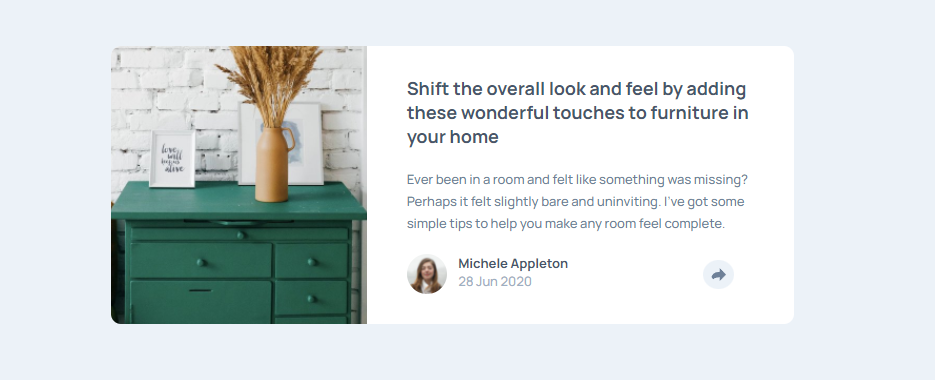 love
will
keep us
alive
Shift the overall look and feel by adding
these wonderful touches to furniture in
your home
Ever been in a room and felt like something was missing?
Perhaps it felt slightly bare and uninviting. I've got some
simple tips to help you make any room feel complete.
Michele Appleton
28 Jun 2020